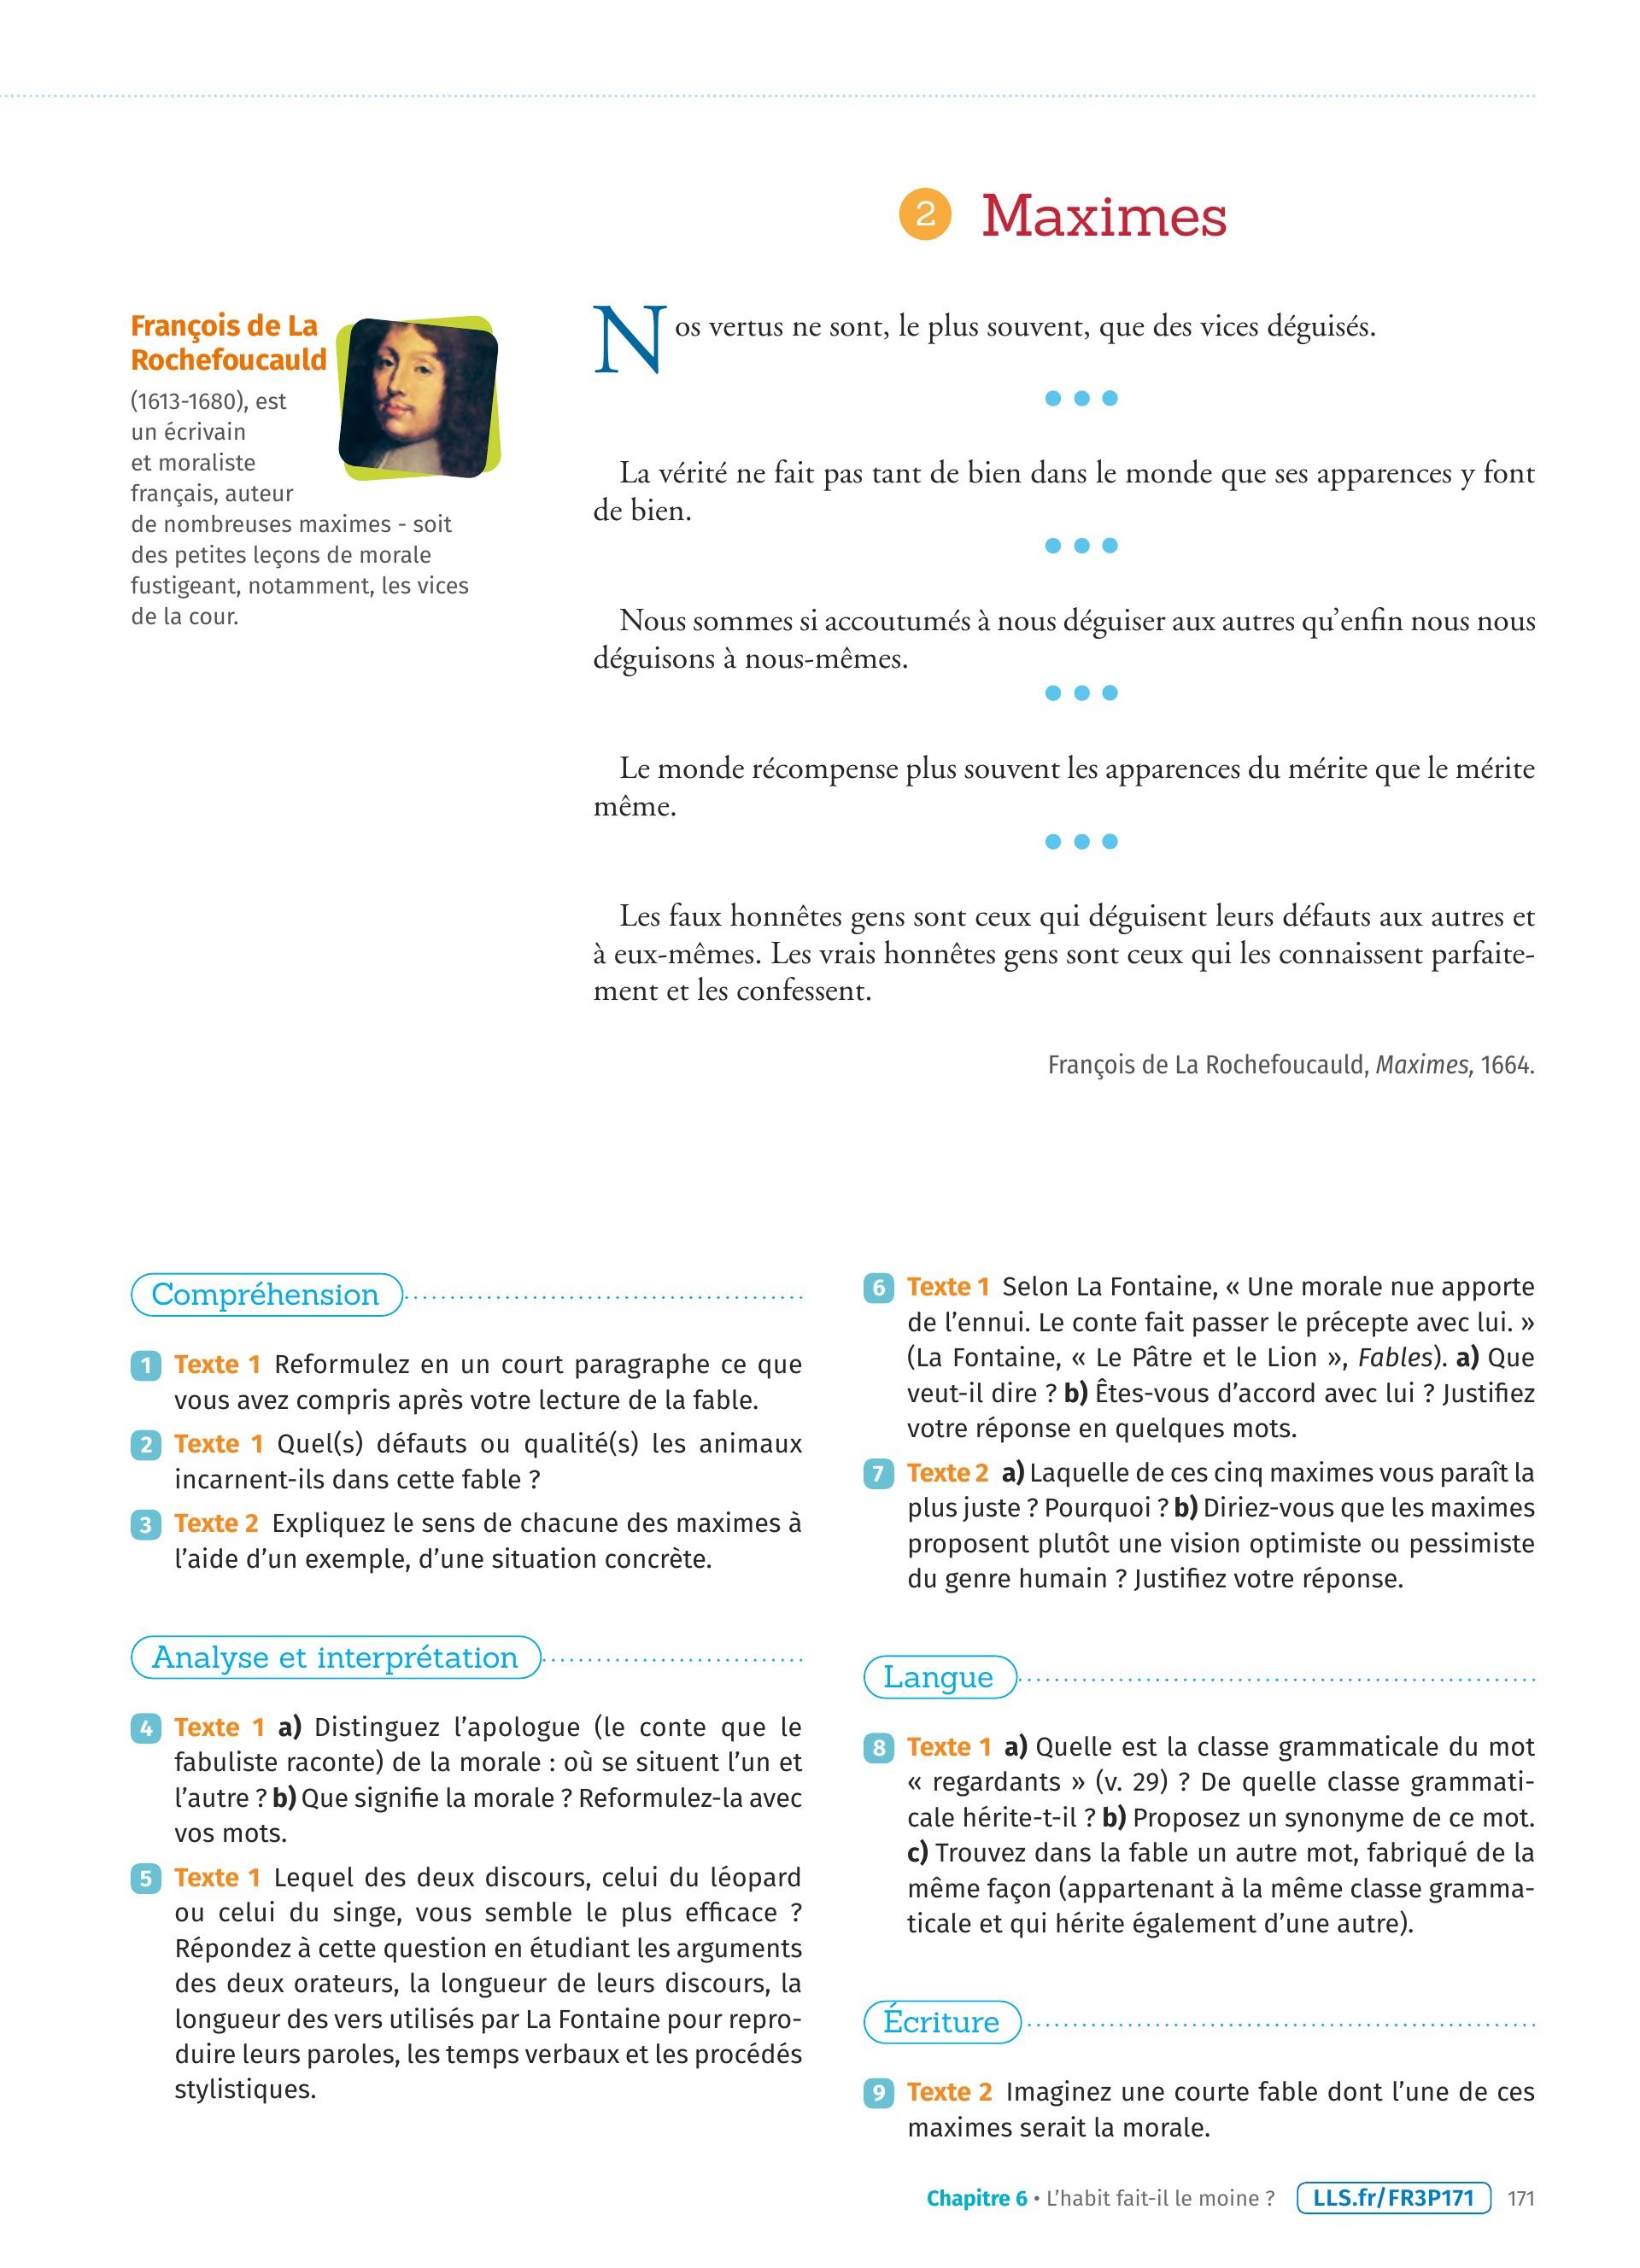 2 Maximes
François de La
Rochefoucauld
(1613-1680), est
un écrivain
et moraliste
français, auteur
de nombreuses maximes - soit
des petites leçons de morale
fustigeant, notamment, les vices
de la cour.
Nos vertus ne sont, le plus souvent, que des vices déguisés.
La vérité ne fait pas tant de bien dans le monde que ses apparences y font
de bien.
Nous sommes si accoutumés à nous déguiser aux autres qu’enfin nous nous
déguisons à nous-mêmes.
Le monde récompense plus souvent les apparences du mérite que le mérite
même.
Les faux honnêtes gens sont ceux qui déguisent leurs défauts aux autres et
à eux-mêmes. Les vrais honnêtes gens sont ceux qui les connaissent parfaite-
ment et les confessent.
François de La Rochefoucauld, Maximes, 1664.
Compréhension
1 Texte 1 Reformulez en un court paragraphe ce que
vous avez compris après votre lecture de la fable.
2 Texte 1 Quel(s) défauts ou qualité(s) les animaux
incarnent-ils dans cette fable ?
3 Texte 2 Expliquez le sens de chacune des maximes à
l’aide d’un exemple, d’une situation concrète.
Analyse et interprétation
4 Texte 1 a) Distinguez l’apologue (le conte que le
fabuliste raconte) de la morale : où se situent l’un et
l’autre ? b) Que signifie la morale ? Reformulez-la avec
vos mots.
5 Texte 1 Lequel des deux discours, celui du léopard
ou celui du singe, vous semble le plus efficace ?
Répondez à cette question en étudiant les arguments
des deux orateurs, la longueur de leurs discours, la
longueur des vers utilisés par La Fontaine pour repro-
duire leurs paroles, les temps verbaux et les procédés
stylistiques.
6 Texte 1 Selon La Fontaine, « Une morale nue apporte
de l’ennui. Le conte fait passer le précepte avec lui. »
(La Fontaine, « Le Pâtre et le Lion », Fables). a) Que
veut-il dire ? b) Êtes-vous d’accord avec lui ? Justifiez
votre réponse en quelques mots.
7 Texte 2 a) Laquelle de ces cinq maximes vous paraît la
plus juste ? Pourquoi ? b) Diriez-vous que les maximes
proposent plutôt une vision optimiste ou pessimiste
du genre humain ? Justifiez votre réponse.
Langue
8 Texte 1 a) Quelle est la classe grammaticale du mot
« regardants » (v. 29) ? De quelle classe grammati-
cale hérite-t-il ? b) Proposez un synonyme de ce mot.
c) Trouvez dans la fable un autre mot, fabriqué de la
même façon (appartenant à la même classe gramma-
ticale et qui hérite également d’une autre).
Écriture
9 Texte 2 Imaginez une courte fable dont l’une de ces
maximes serait la morale.
Chapitre 6 • L’habit fait-il le moine ? LLS.fr/FR3P171 171